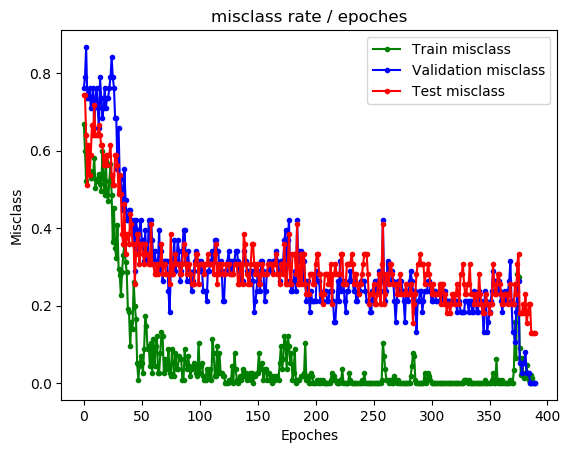 misclass rate / epoches
Train misclass
Validation misclass
Test misclass
Misclass
0.8
0.6
0.4
0.2
0.0
0 50 100 150 200 250 300 350 400
Epoches